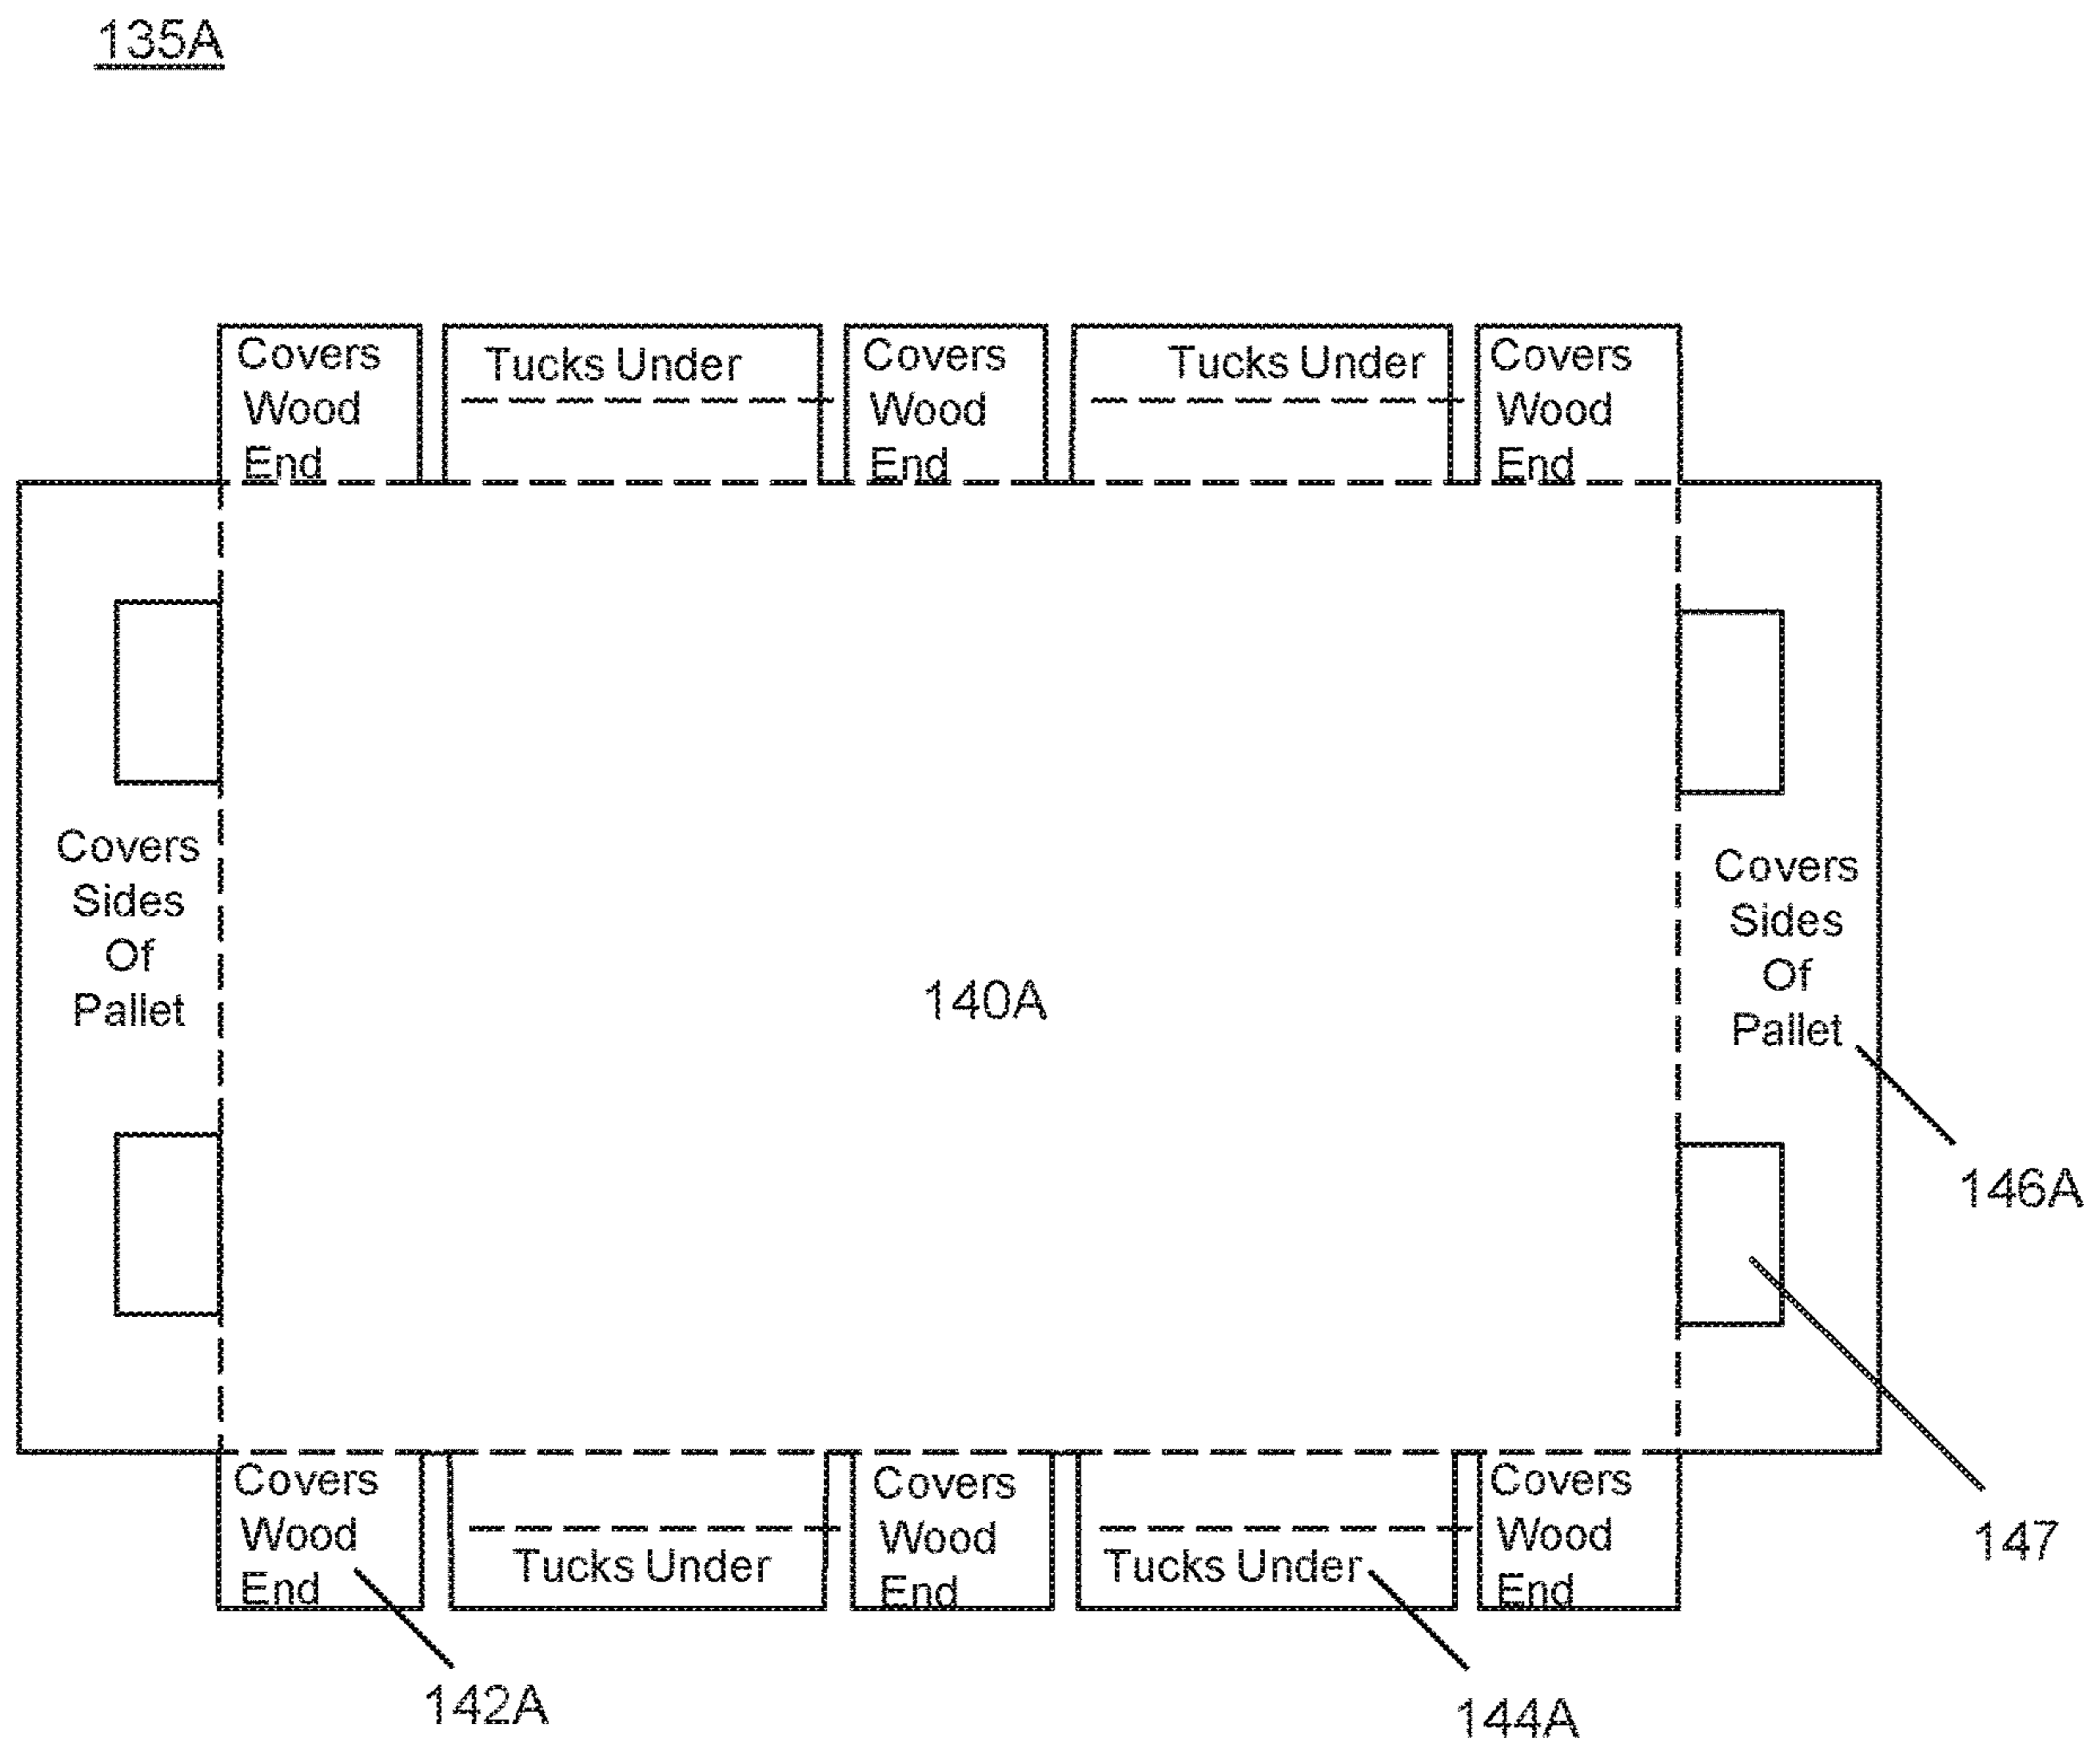 135A
Covers
Wood
End
Tucks Under
Covers
Wood
End
Tucks Under
Covers
Wood
End
Covers
Sides
Of
Pallet
140A
Covers
Sides
Of
Pallet
146A
147
Covers
Wood
End
Tucks Under
Covers
Wood
End
Tucks Under
Covers
Wood
End
142A
144A